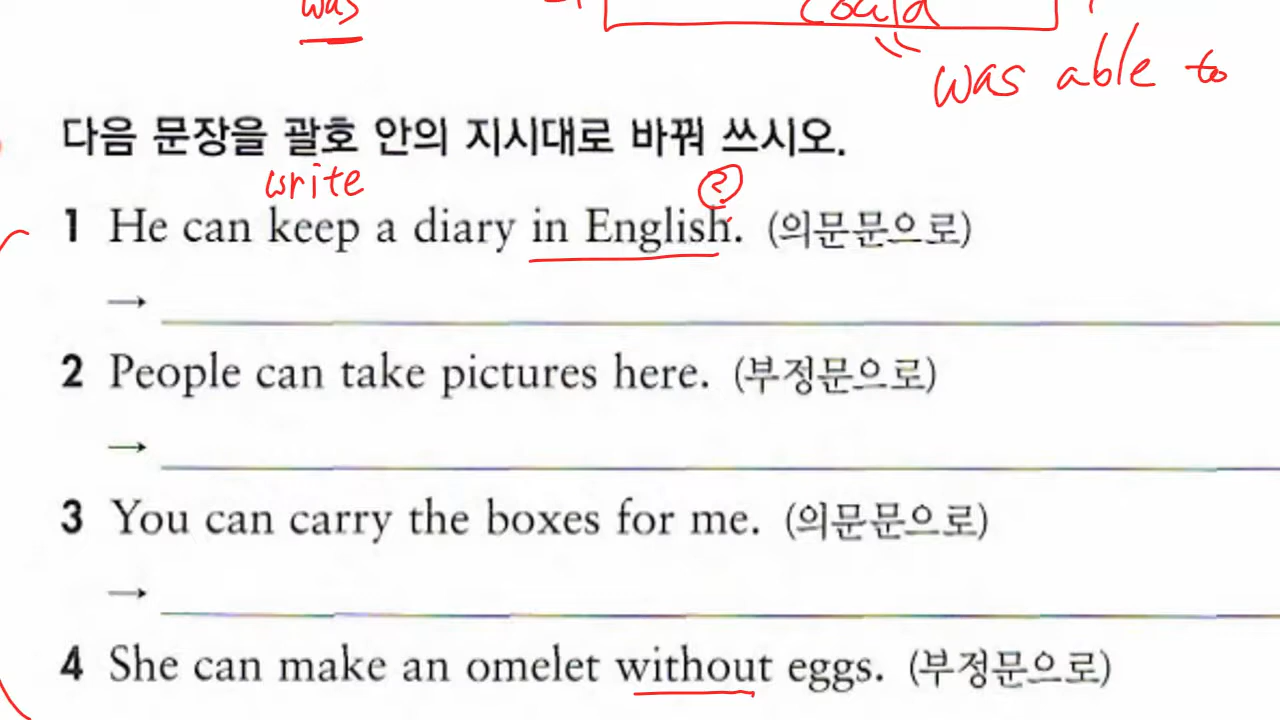 was
could
was able to
다음 문장을 괄호 안의 지시대로 바꿔 쓰시오.
write
?
1 He can keep a diary in English. (의문문으로)
→
2 People can take pictures here. (부정문으로)
→
3 You can carry the boxes for me. (의문문으로)
→
4 She can make an omelet without eggs. (부정문으로)